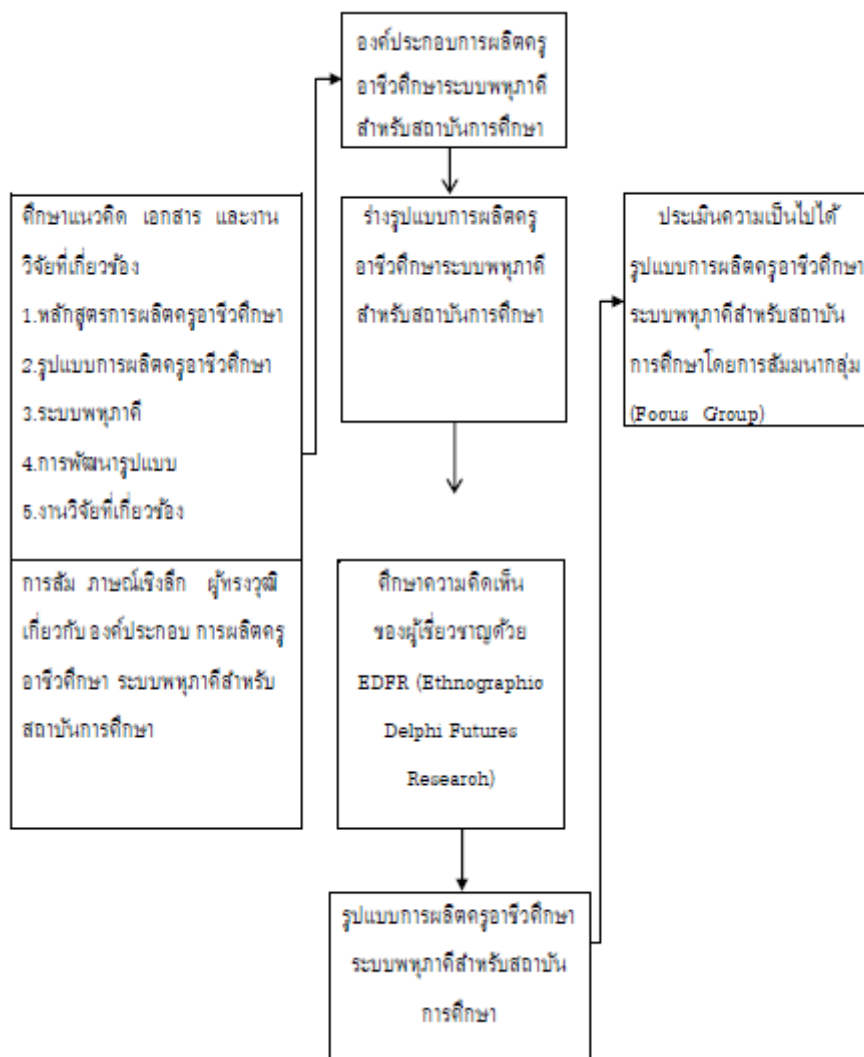 องค์ประกอบการผลิตครู
อาชีวศึกษาระบบพหุภาคี
สำหรับสถาบันการศึกษา
ศึกษาแนวคิด เอกสาร และงาน
วิจัยที่เกี่ยวข้อง
1.หลักสูตรการผลิตครูอาชีวศึกษา
2.รูปแบบการผลิตครูอาชีวศึกษา
3.ระบบพหุภาคี
4.การพัฒนารูปแบบ
5.งานวิจัยที่เกี่ยวข้อง
การสัม ภาษณ์เชิงลึก ผู้ทรงวุฒิ
เกี่ยวกับ องค์ประกอบ การผลิตครู
อาชีวศึกษา ระบบพหุภาคีสำหรับ
สถาบันการศึกษา
ร่างรูปแบบการผลิตครู
อาชีวศึกษาระบบพหุภาคี
สำหรับสถาบันการศึกษา
ศึกษาความคิดเห็น
ของผู้เชี่ยวชาญด้วย
EDFR (Ethnographic
Delphi Futures
Research)
รูปแบบการผลิตครูอาชีวศึกษา
ระบบพหุภาคีสำหรับสถาบัน
การศึกษา
ประเมินความเป็นไปได้
รูปแบบการผลิตครูอาชีวศึกษา
ระบบพหุภาคีสำหรับสถาบัน
การศึกษาโดยการสัมมนากลุ่ม
(Focus Group)